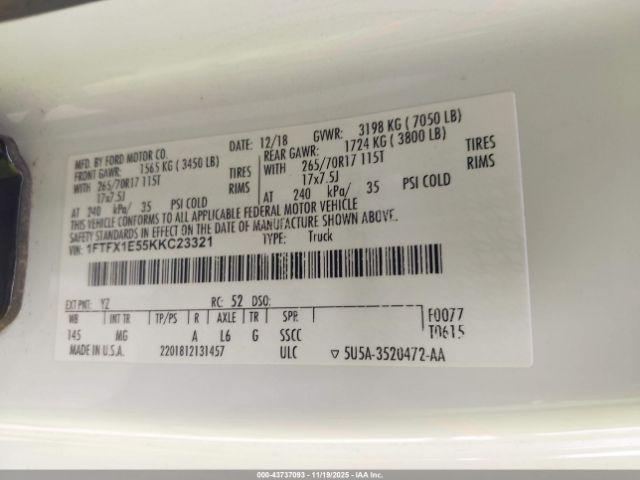 MFD. BY FORD MOTOR CO. DATE: 12/18 GVWR: 3198 KG ( 7050 LB)
FRONT GAWR: 1565 KG ( 3450 LB) REAR GAWR: 1724 KG ( 3800 LB)
WITH 265/70R17 115T TIRES WITH 265/70R17 115T TIRES
17x7.5J RIMS 17x7.5J RIMS
AT 240 kPa/ 35 PSI COLD AT 240 kPa/ 35 PSI COLD
THIS VEHICLE CONFORMS TO ALL APPLICABLE FEDERAL MOTOR VEHICLE
SAFETY STANDARDS IN EFFECT ON THE DATE OF MANUFACTURE SHOWN ABOVE.
VIN: 1FTFX1E55KKC23321 TYPE: Truck
EXT PNT: YZ RC: 52 DSO:
WB INT TR TP/PS R AXLE TR SPR F0077
145 MG A L6 G SSCC T0615
MADE IN U.S.A. 2201812131457 ULC ▽ 5U5A-3520472-AA
000-43737093 - 11/19/2025 - IAA Inc.